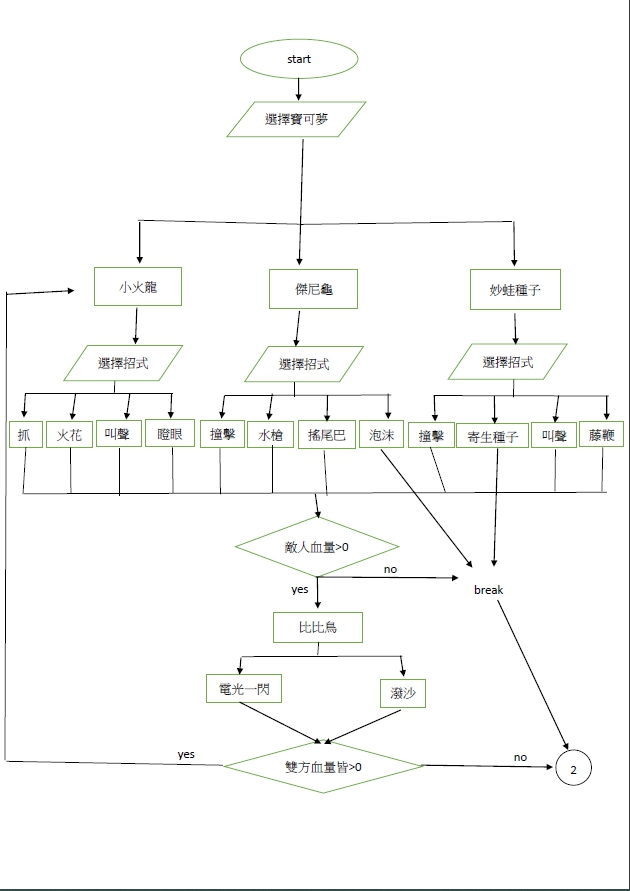 start
選擇寶可夢
小火龍
傑尼龜
妙蛙種子
選擇招式
選擇招式
選擇招式
抓
火花
叫聲
瞪眼
撞擊
水槍
搖尾巴
泡沫
撞擊
寄生種子
叫聲
藤鞭
敵人血量>0
no
yes
break
比比鳥
電光一閃
潑沙
yes
雙方血量皆>0
no
2